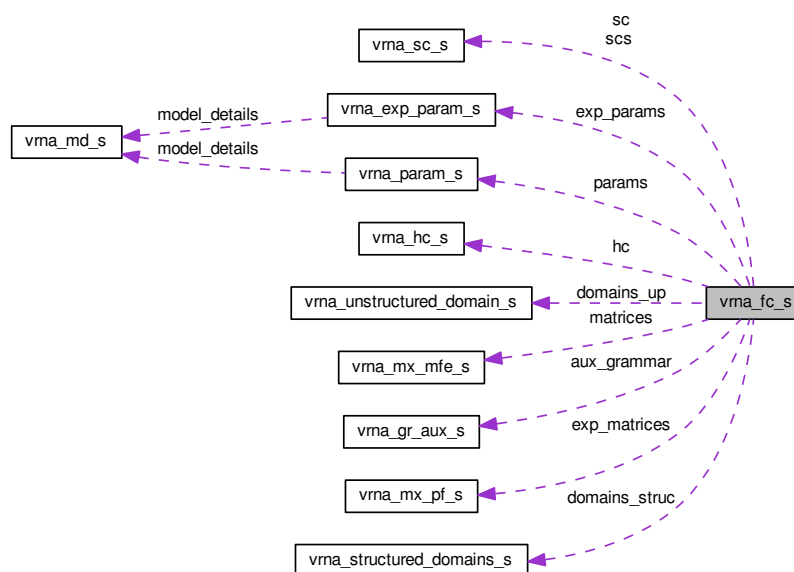 sc
scs
vrna_sc_s
model_details
vrna_exp_param_s
exp_params
vrna_md_s
model_details
vrna_param_s
params
vrna_hc_s
hc
vrna_unstructured_domain_s
domains_up
vrna_fc_s
matrices
vrna_mx_mfe_s
aux_grammar
vrna_gr_aux_s
exp_matrices
vrna_mx_pf_s
domains_struc
vrna_structured_domains_s